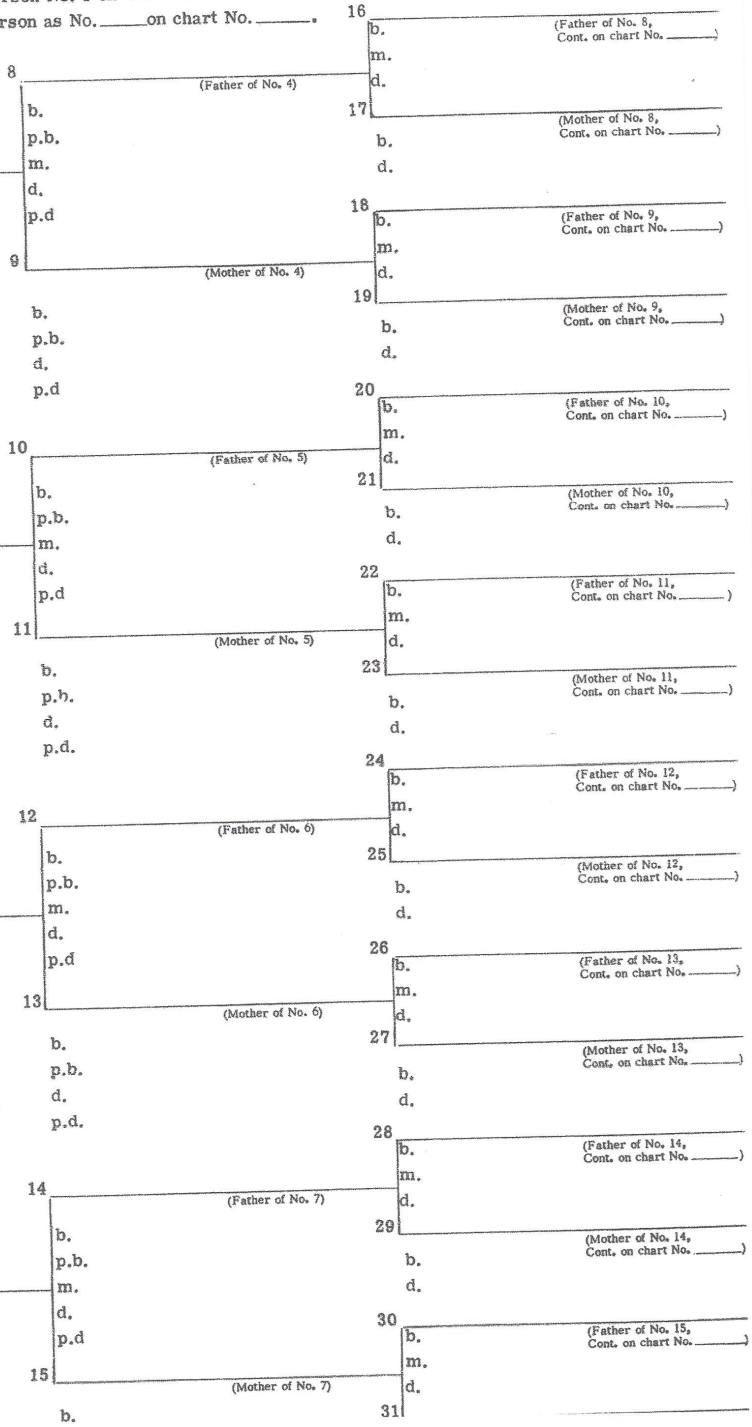 rson as No.____on chart No.____.
16
b.
(Father of No. 8,
Cont. on chart No.____)
m.
8
(Father of No. 4)
d.
17
b.
(Mother of No. 8,
Cont. on chart No.____)
p.b.
b.
m.
d.
d.
p.d
18
b.
(Father of No. 9,
Cont. on chart No.____)
m.
9
(Mother of No. 4)
d.
19
b.
(Mother of No. 9,
Cont. on chart No.____)
b.
p.b.
d.
d.
p.d
20
b.
(Father of No. 10,
Cont. on chart No.____)
m.
10
(Father of No. 5)
d.
21
b.
(Mother of No. 10,
Cont. on chart No.____)
p.b.
b.
m.
d.
d.
p.d
22
b.
(Father of No. 11,
Cont. on chart No.____)
m.
11
(Mother of No. 5)
d.
23
b.
(Mother of No. 11,
Cont. on chart No.____)
p.b.
b.
d.
d.
p.d.
24
b.
(Father of No. 12,
Cont. on chart No.____)
m.
12
(Father of No. 6)
d.
25
b.
(Mother of No. 12,
Cont. on chart No.____)
p.b.
b.
m.
d.
d.
p.d
26
b.
(Father of No. 13,
Cont. on chart No.____)
m.
13
(Mother of No. 6)
d.
27
b.
(Mother of No. 13,
Cont. on chart No.____)
p.b.
b.
d.
d.
p.d.
28
b.
(Father of No. 14,
Cont. on chart No.____)
m.
14
(Father of No. 7)
d.
29
b.
(Mother of No. 14,
Cont. on chart No.____)
p.b.
b.
m.
d.
d.
p.d
30
b.
(Father of No. 15,
Cont. on chart No.____)
m.
15
(Mother of No. 7)
d.
b.
31